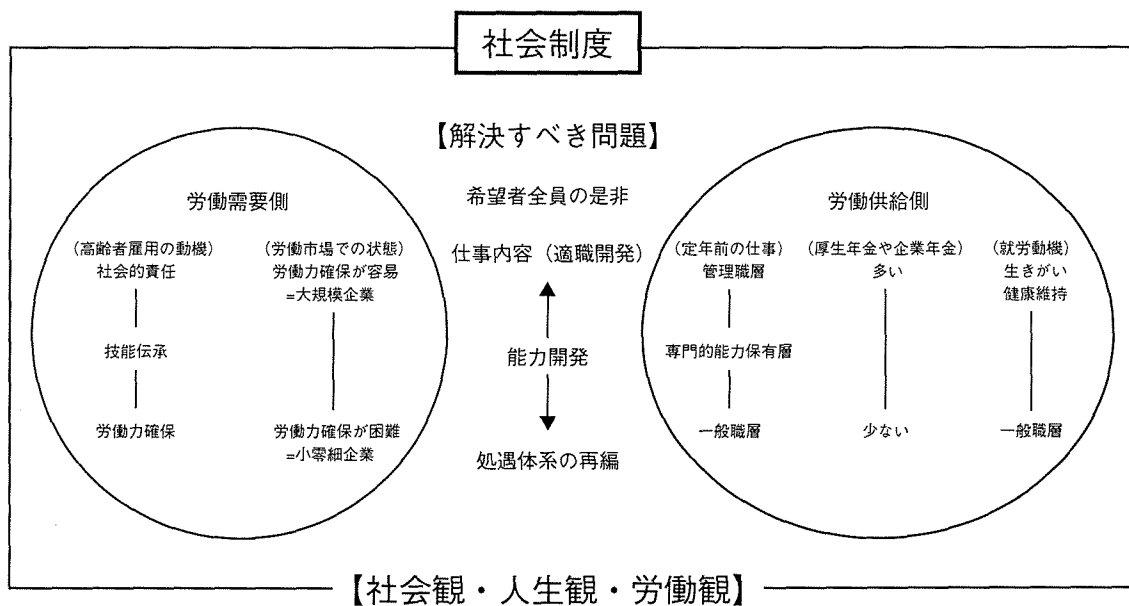 社会制度
【解決すべき問題】
労働需要側
(高齢者雇用の動機)
社会的責任
技能伝承
労働力確保
(労働市場での状態)
労働力確保が容易
=大規模企業
労働力確保が困難
=小零細企業
希望者全員の是非
仕事内容(適職開発)
能力開発
処遇体系の再編
労働供給側
(定年前の仕事)
管理職層
専門的能力保有層
一般職層
(厚生年金や企業年金)
多い
少ない
(就労動機)
生きがい
健康維持
一般職層
【社会観・人生観・労働観】